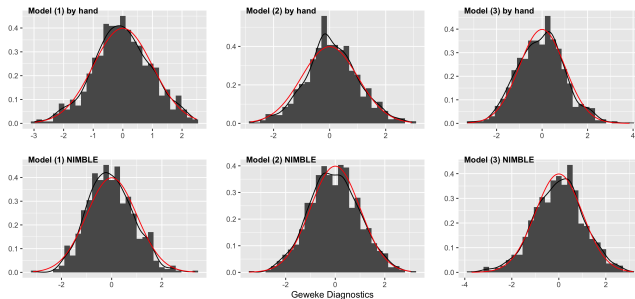 Model (1) by hand
Model (2) by hand
Model (3) by hand
0.4
0.3
0.2
0.1
0.0
-3 -2 -1 0 1 2
0.4
0.2
0.0
-2 0 2
0.4
0.3
0.2
0.1
0.0
-2 0 2 4
Model (1) NIMBLE
Model (2) NIMBLE
Model (3) NIMBLE
0.4
0.3
0.2
0.1
0.0
-2 0 2
0.4
0.3
0.2
0.1
0.0
-2 0 2
0.4
0.3
0.2
0.1
0.0
-4 -2 0 2
Geweke Diagnostics